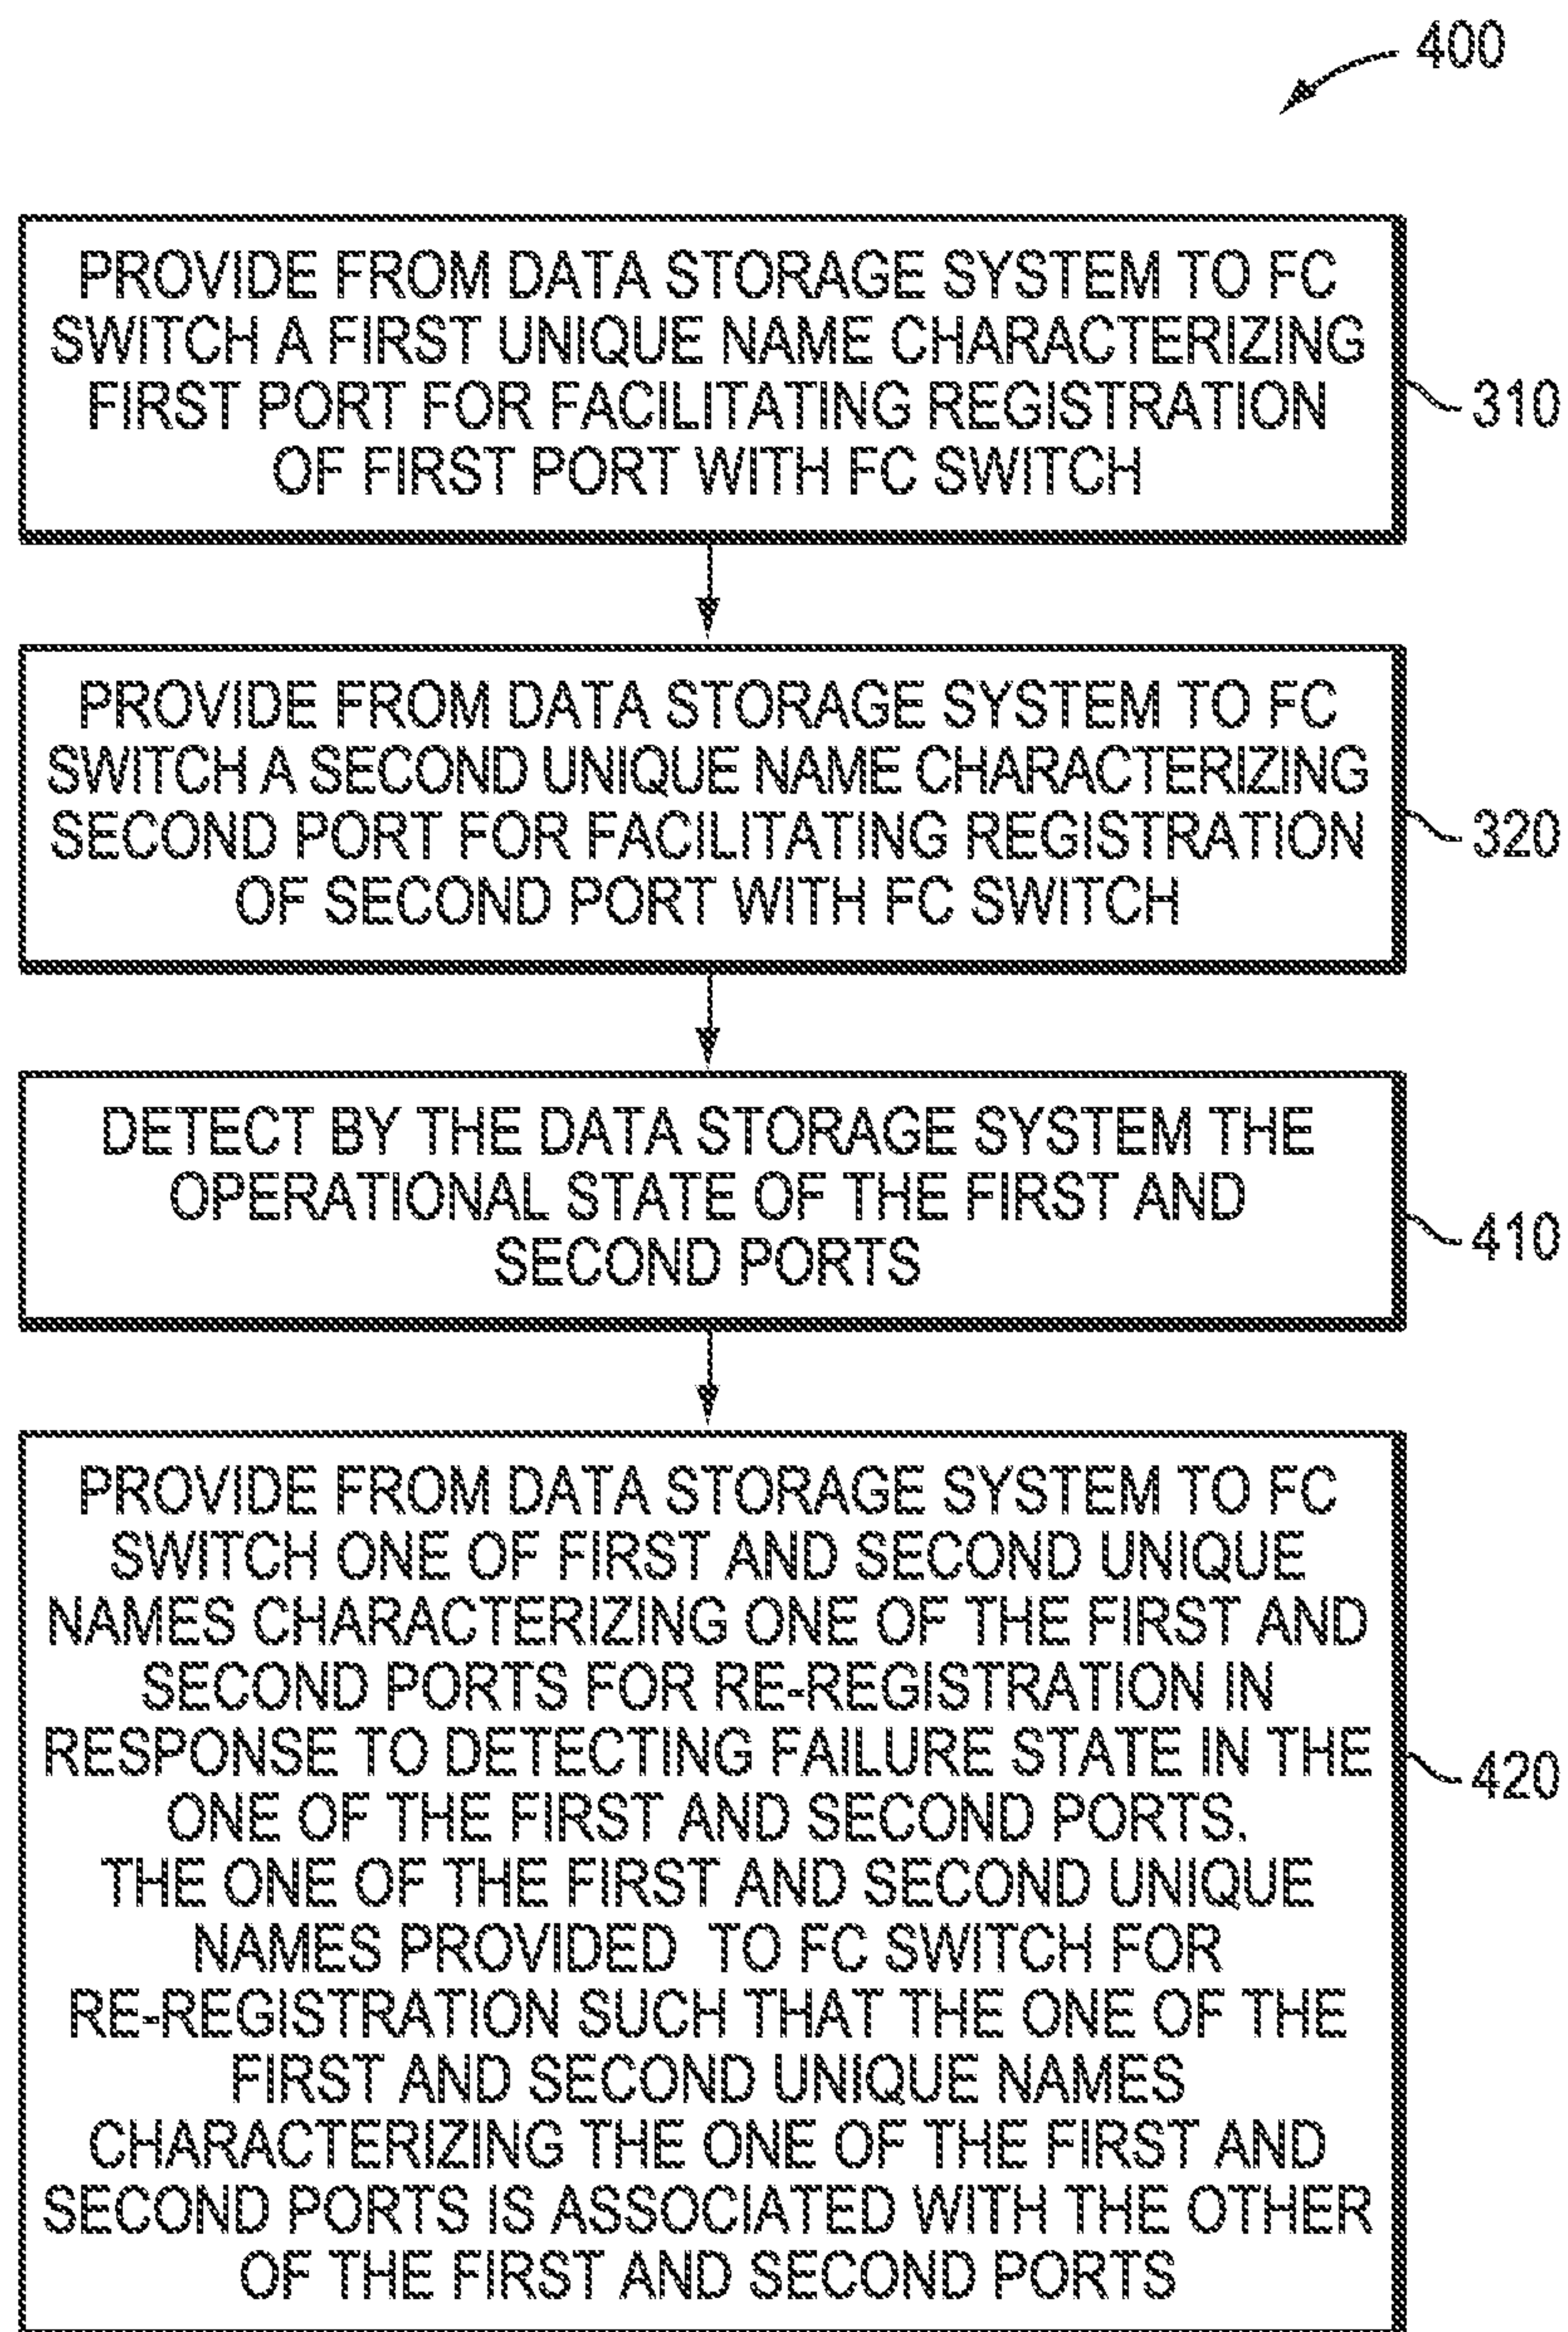 400
PROVIDE FROM DATA STORAGE SYSTEM TO FC
SWITCH A FIRST UNIQUE NAME CHARACTERIZING
FIRST PORT FOR FACILITATING REGISTRATION
OF FIRST PORT WITH FC SWITCH
310
PROVIDE FROM DATA STORAGE SYSTEM TO FC
SWITCH A SECOND UNIQUE NAME CHARACTERIZING
SECOND PORT FOR FACILITATING REGISTRATION
OF SECOND PORT WITH FC SWITCH
320
DETECT BY THE DATA STORAGE SYSTEM THE
OPERATIONAL STATE OF THE FIRST AND
SECOND PORTS
410
PROVIDE FROM DATA STORAGE SYSTEM TO FC
SWITCH ONE OF FIRST AND SECOND UNIQUE
NAMES CHARACTERIZING ONE OF THE FIRST AND
SECOND PORTS FOR RE-REGISTRATION IN
RESPONSE TO DETECTING FAILURE STATE IN THE
ONE OF THE FIRST AND SECOND PORTS.
THE ONE OF THE FIRST AND SECOND UNIQUE
NAMES PROVIDED TO FC SWITCH FOR
RE-REGISTRATION SUCH THAT THE ONE OF THE
FIRST AND SECOND UNIQUE NAMES
CHARACTERIZING THE ONE OF THE FIRST AND
SECOND PORTS IS ASSOCIATED WITH THE OTHER
OF THE FIRST AND SECOND PORTS
420